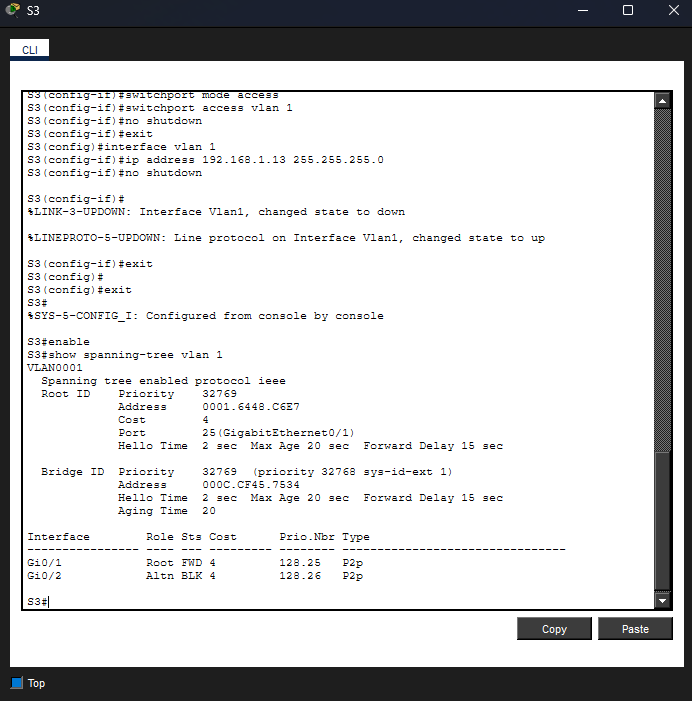 S3
CLI
S3(config-if)#switchport mode access
S3(config-if)#switchport access vlan 1
S3(config-if)#no shutdown
S3(config-if)#exit
S3(config)#interface vlan 1
S3(config-if)#ip address 192.168.1.13 255.255.255.0
S3(config-if)#no shutdown
S3(config-if)#
%LINK-3-UPDOWN: Interface Vlan1, changed state to down
%LINEPROTO-5-UPDOWN: Line protocol on Interface Vlan1, changed state to up
S3(config-if)#exit
S3(config)#
S3(config)#exit
S3#
%SYS-5-CONFIG_I: Configured from console by console
S3#enable
S3#show spanning-tree vlan 1
VLAN0001
  Spanning tree enabled protocol ieee
  Root ID    Priority    32769
             Address     0001.6448.C6E7
             Cost        4
             Port        25(GigabitEthernet0/1)
             Hello Time  2 sec  Max Age 20 sec  Forward Delay 15 sec
  Bridge ID  Priority    32769  (priority 32768 sys-id-ext 1)
             Address     000C.CF45.7534
             Hello Time  2 sec  Max Age 20 sec  Forward Delay 15 sec
             Aging Time  20
Interface        Role Sts Cost      Prio.Nbr Type
---------------- ---- --- --------- -------- --------------------------------
Gi0/1            Root FWD 4         128.25   P2p
Gi0/2            Altn BLK 4         128.26   P2p
S3#
Copy Paste
Top